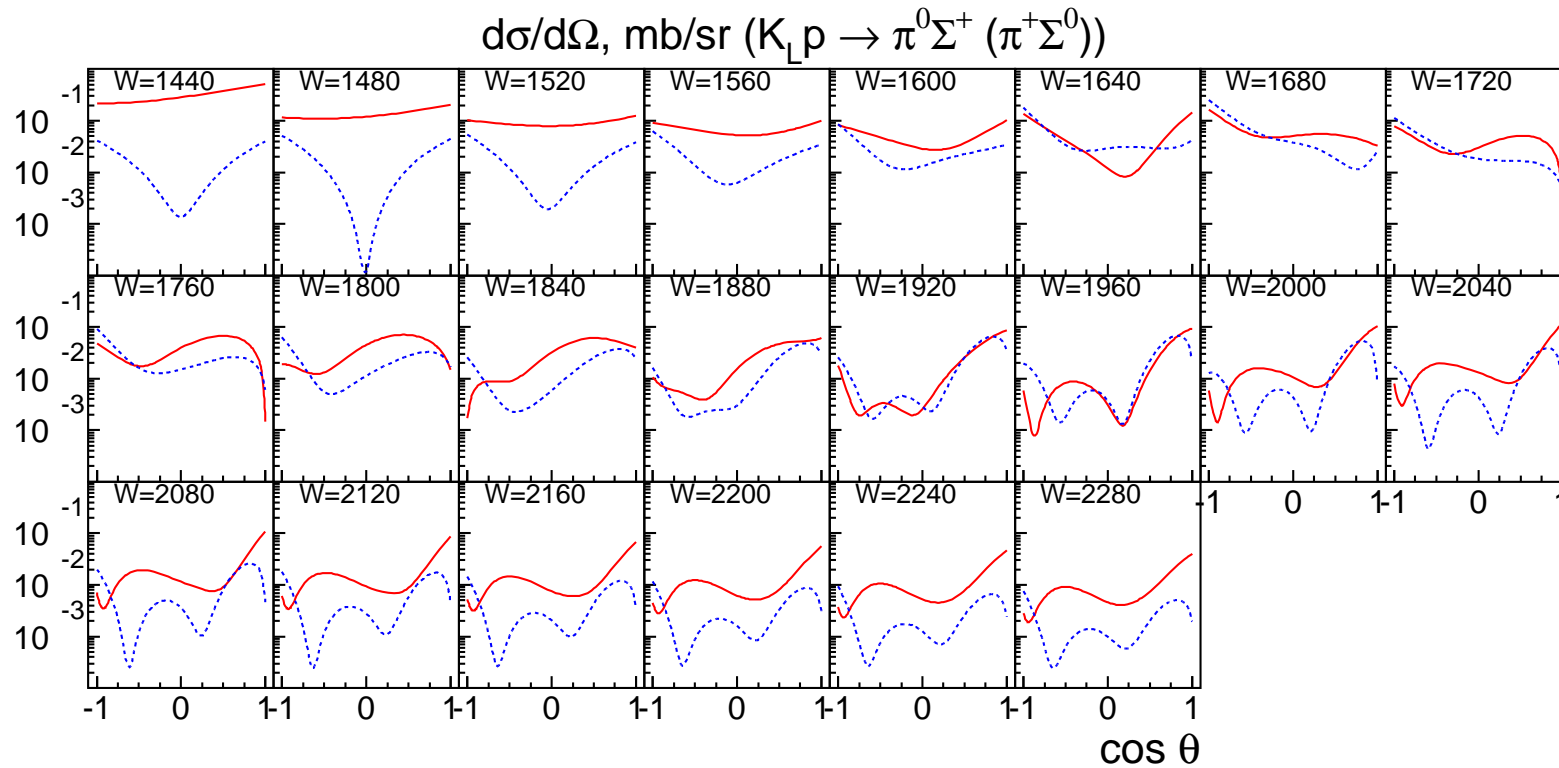 dσ/dΩ, mb/sr (K_L p → π⁰Σ⁺ (π⁺Σ⁰))
W=1440 W=1480 W=1520 W=1560 W=1600 W=1640 W=1680 W=1720
10 -1
10 -2
10 -3
W=1760 W=1800 W=1840 W=1880 W=1920 W=1960 W=2000 W=2040
10 -1
10 -2
10 -3
-1 0 1 -1 0 1
W=2080 W=2120 W=2160 W=2200 W=2240 W=2280
10 -1
10 -2
10 -3
-1 0 1 -1 0 1 -1 0 1 -1 0 1 -1 0 1 -1 0 1
cos θ